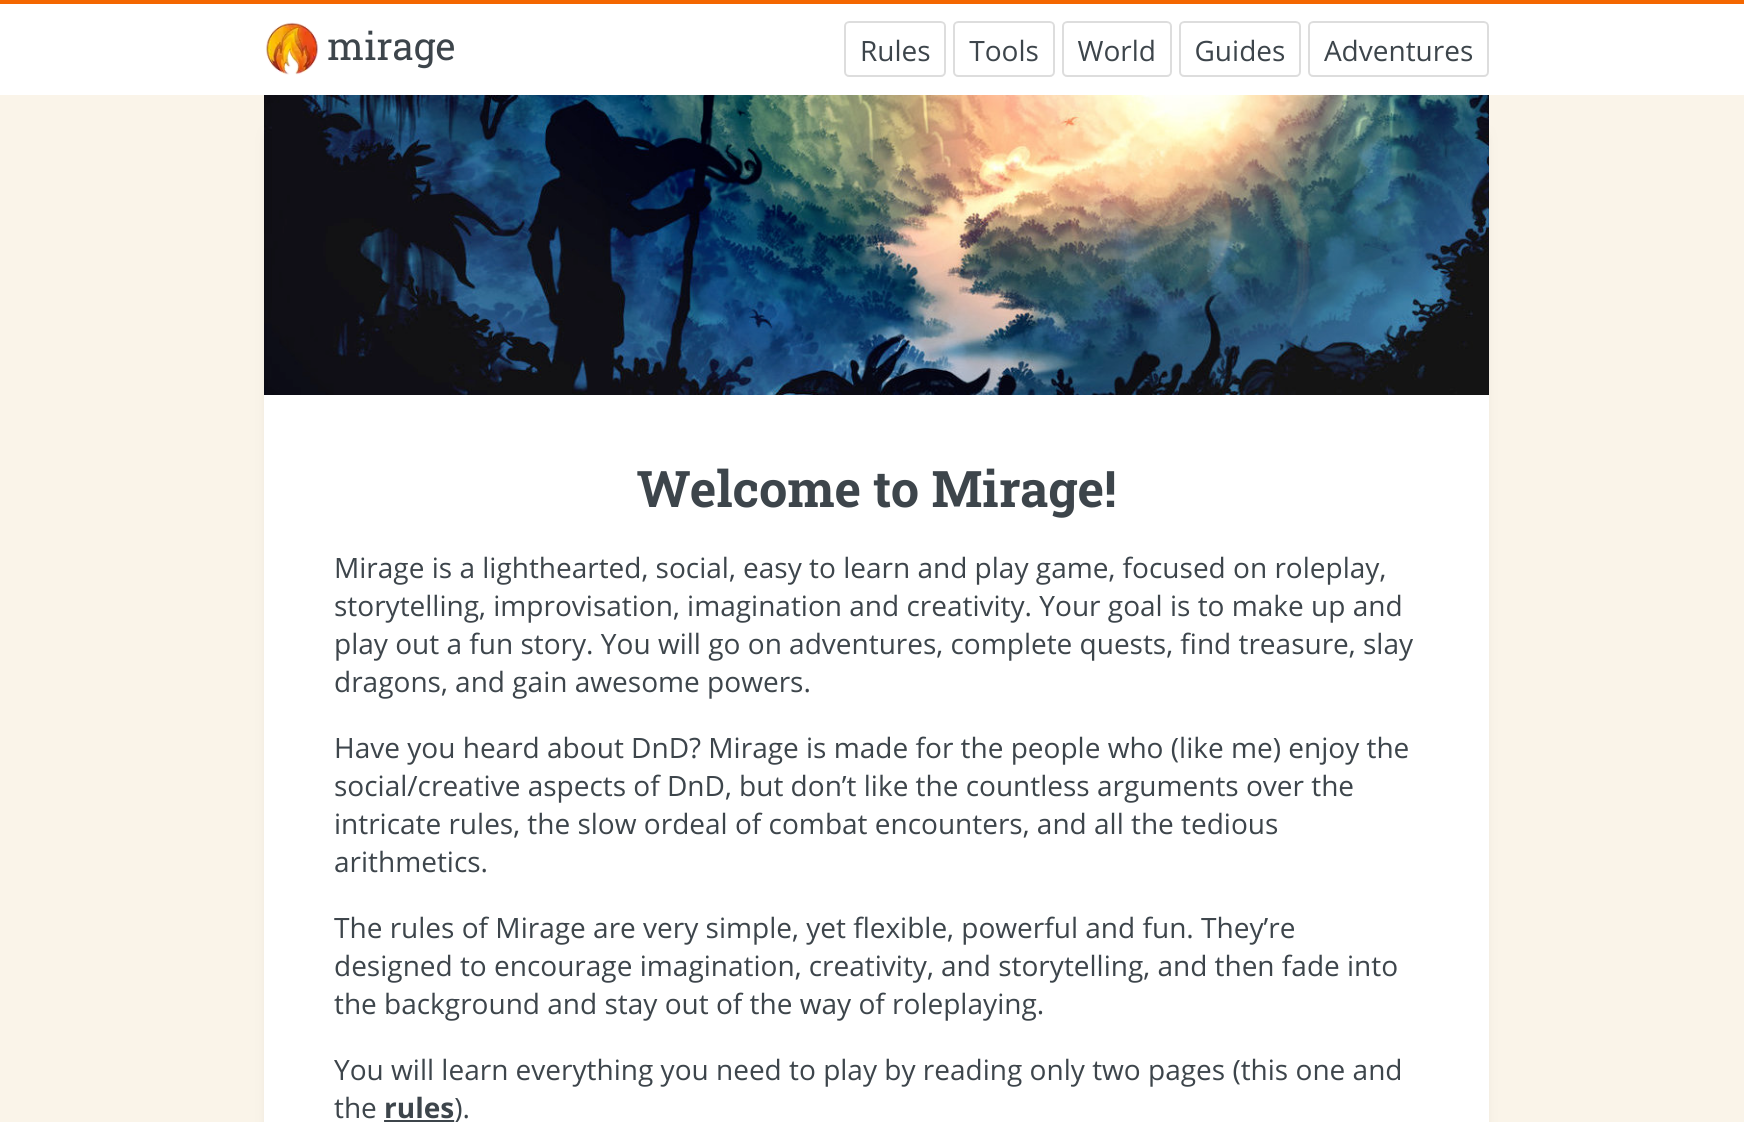 mirage
Rules Tools World Guides Adventures
Welcome to Mirage!
Mirage is a lighthearted, social, easy to learn and play game, focused on roleplay,
storytelling, improvisation, imagination and creativity. Your goal is to make up and
play out a fun story. You will go on adventures, complete quests, find treasure, slay
dragons, and gain awesome powers.
Have you heard about DnD? Mirage is made for the people who (like me) enjoy the
social/creative aspects of DnD, but don’t like the countless arguments over the
intricate rules, the slow ordeal of combat encounters, and all the tedious
arithmetics.
The rules of Mirage are very simple, yet flexible, powerful and fun. They’re
designed to encourage imagination, creativity, and storytelling, and then fade into
the background and stay out of the way of roleplaying.
You will learn everything you need to play by reading only two pages (this one and
the rules).